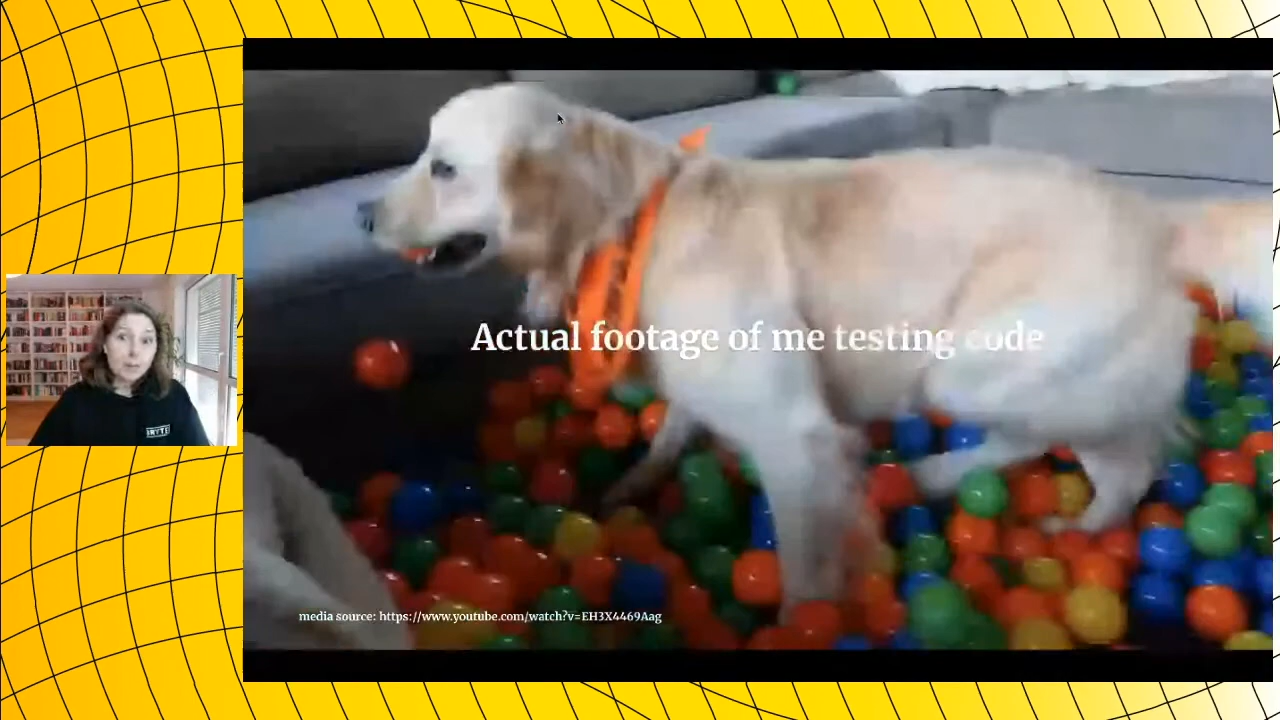 Actual footage of me testing code
media source: https://www.youtube.com/watch?v=EH3X4469Aag